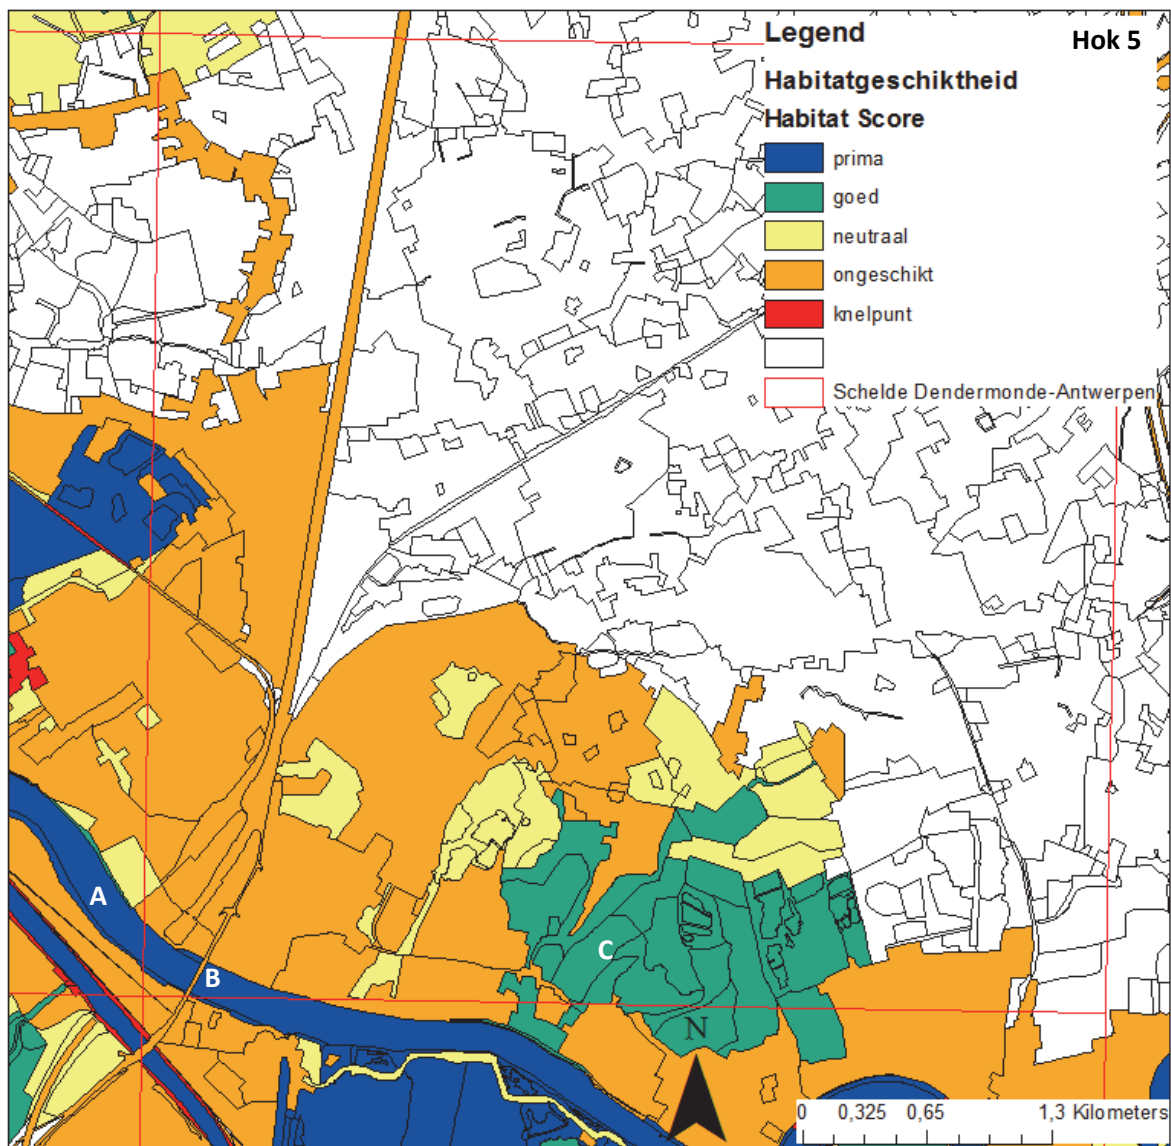 Legend
Hok 5
Habitatgeschiktheid
Habitat Score
prima
goed
neutraal
ongeschikt
knelpunt
Schelde Dendermonde-Antwerpen
A
B
C
N
0 0,325 0,65 1,3 Kilometers